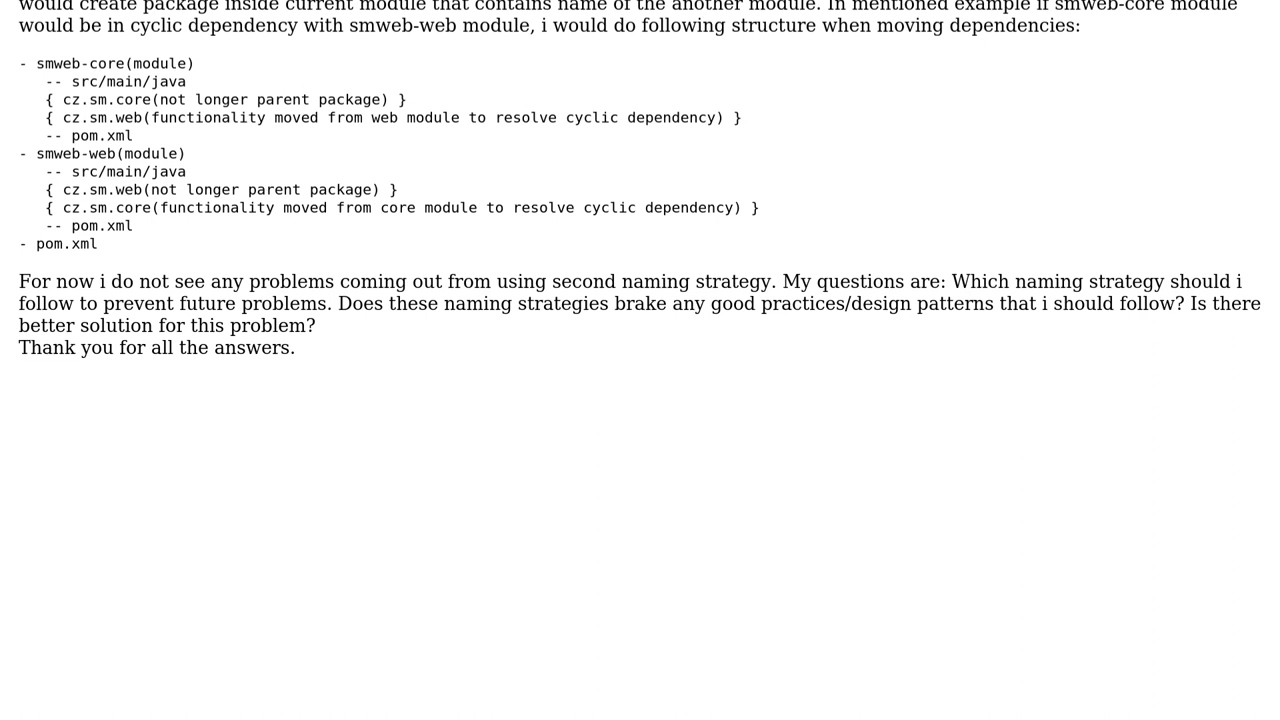 would create package inside current module that contains name of the another module. In mentioned example if smweb-core module
would be in cyclic dependency with smweb-web module, i would do following structure when moving dependencies:
- smweb-core(module)
   -- src/main/java
   { cz.sm.core(not longer parent package) }
   { cz.sm.web(functionality moved from web module to resolve cyclic dependency) }
   -- pom.xml
- smweb-web(module)
   -- src/main/java
   { cz.sm.web(not longer parent package) }
   { cz.sm.core(functionality moved from core module to resolve cyclic dependency) }
   -- pom.xml
- pom.xml
For now i do not see any problems coming out from using second naming strategy. My questions are: Which naming strategy should i
follow to prevent future problems. Does these naming strategies brake any good practices/design patterns that i should follow? Is there
better solution for this problem?
Thank you for all the answers.